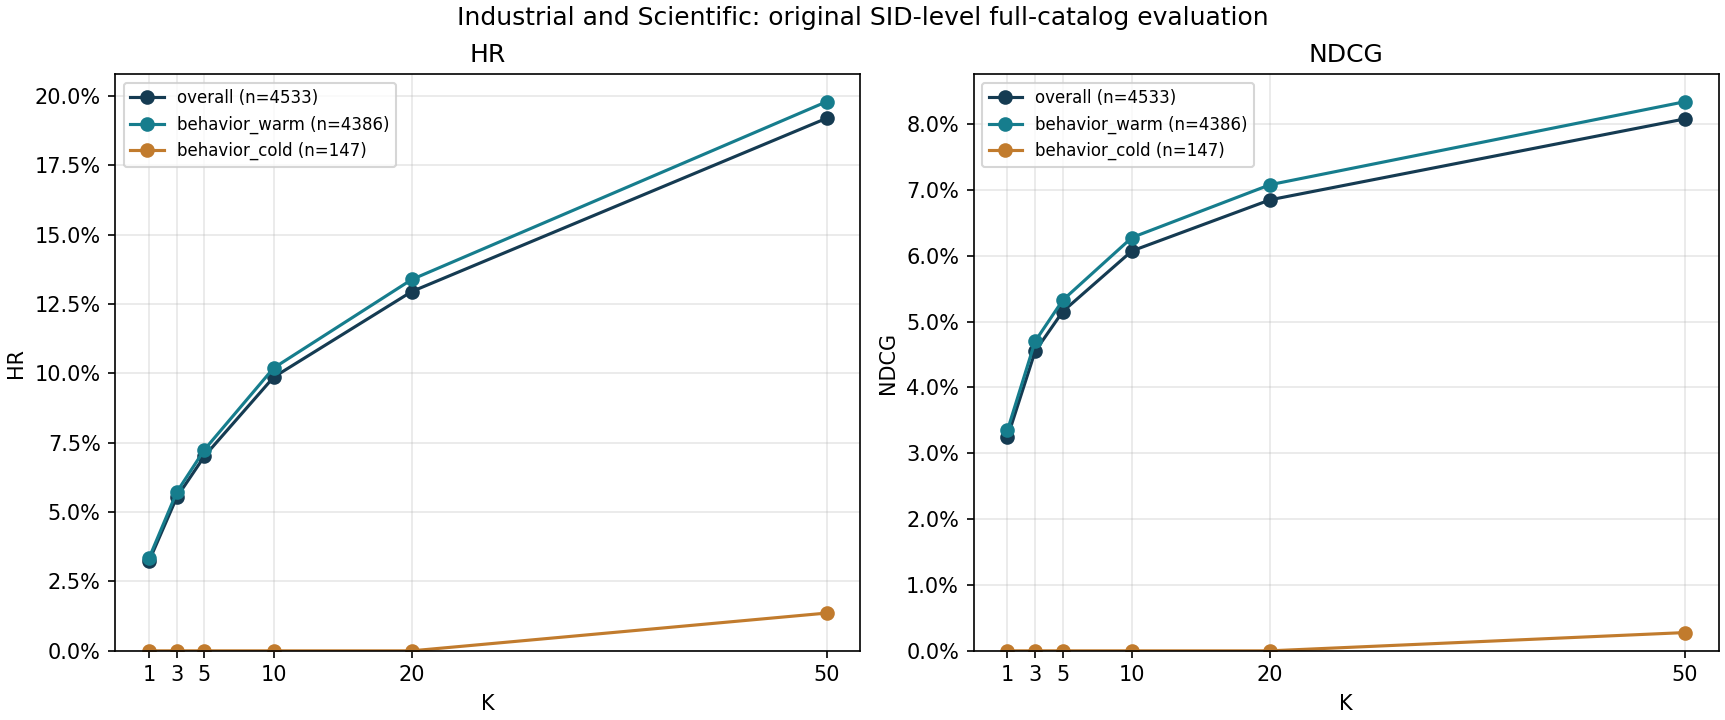 Industrial and Scientific: original SID-level full-catalog evaluation
HR
overall (n=4533)
behavior_warm (n=4386)
behavior_cold (n=147)
20.0%
17.5%
15.0%
12.5%
10.0%
7.5%
5.0%
2.5%
0.0%
HR
1 3 5 10 20 50
K
NDCG
overall (n=4533)
behavior_warm (n=4386)
behavior_cold (n=147)
8.0%
7.0%
6.0%
5.0%
4.0%
3.0%
2.0%
1.0%
0.0%
NDCG
1 3 5 10 20 50
K